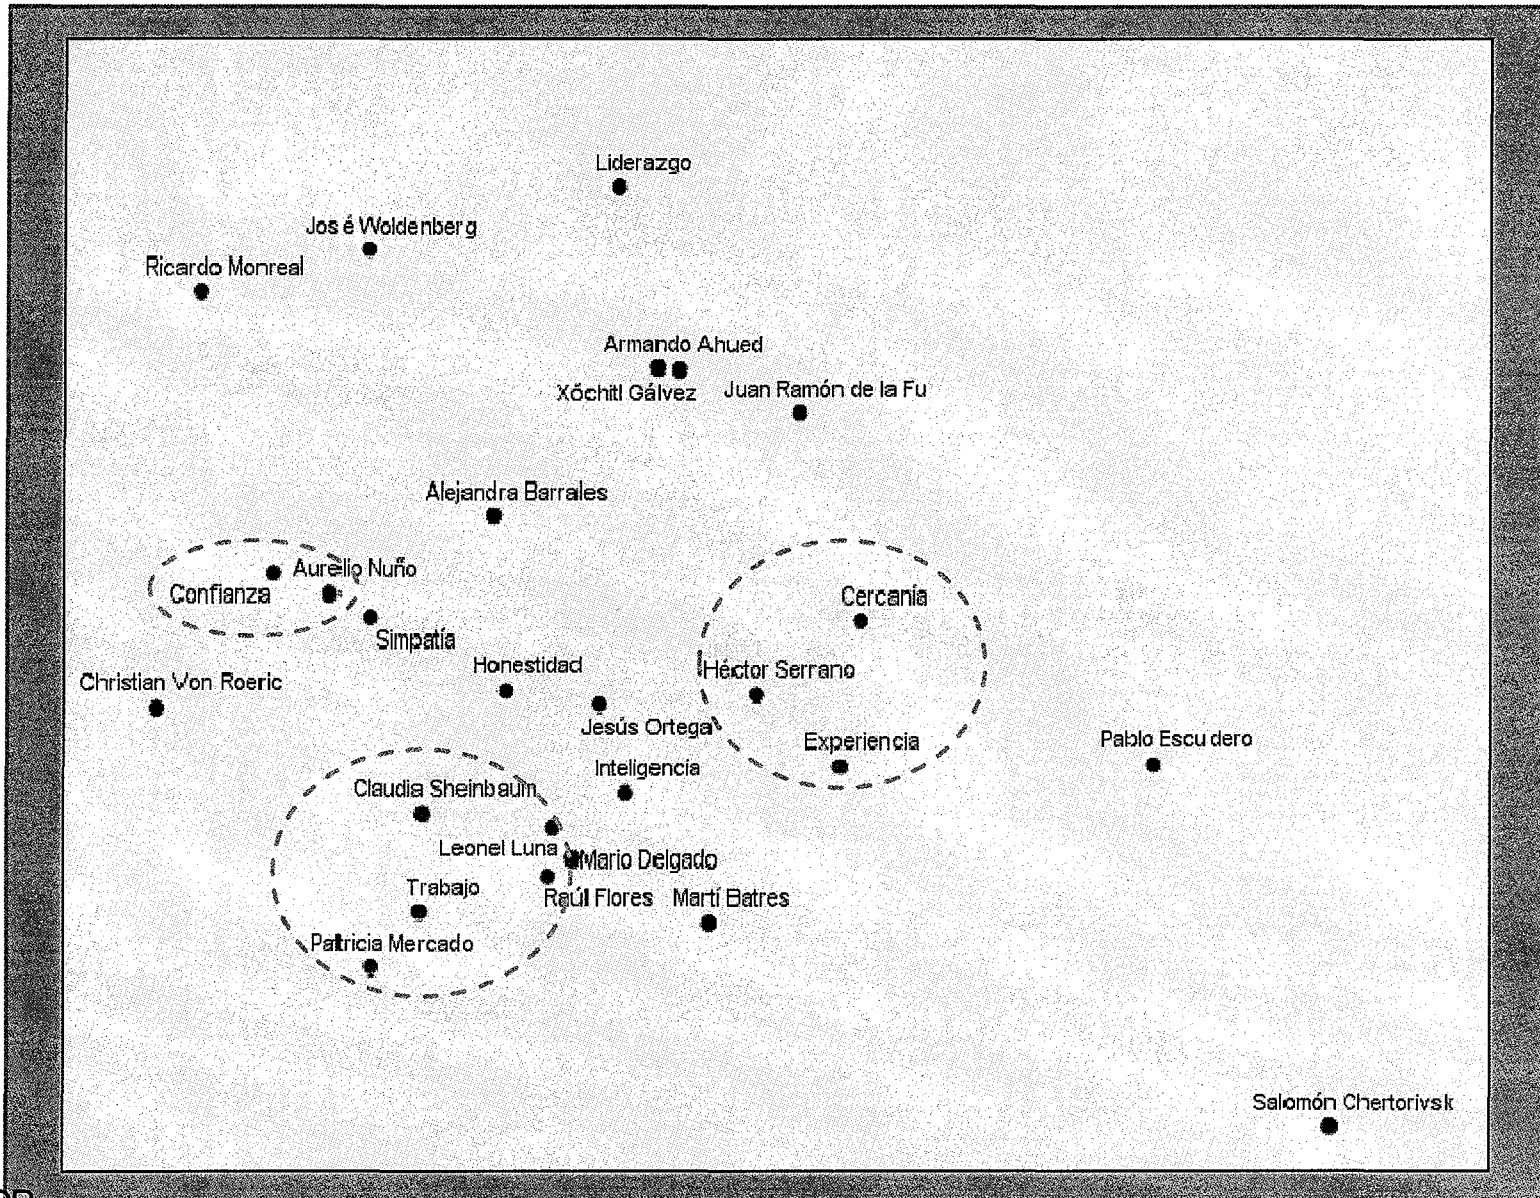 Liderazgo
José Woldenberg
Ricardo Monreal
Armando Ahued
Xóchitl Gálvez
Juan Ramón de la Fu
Alejandra Barrales
Aurelio Nuño
Confianza
Cercanía
Simpatía
Honestidad
Héctor Serrano
Christian Von Roeric
Jesús Ortega
Experiencia
Pablo Escudero
Inteligencia
Claudia Sheinbaum
Leonel Luna
Mario Delgado
Trabajo
Raúl Flores
Martí Batres
Patricia Mercado
Salomón Chertorivsk